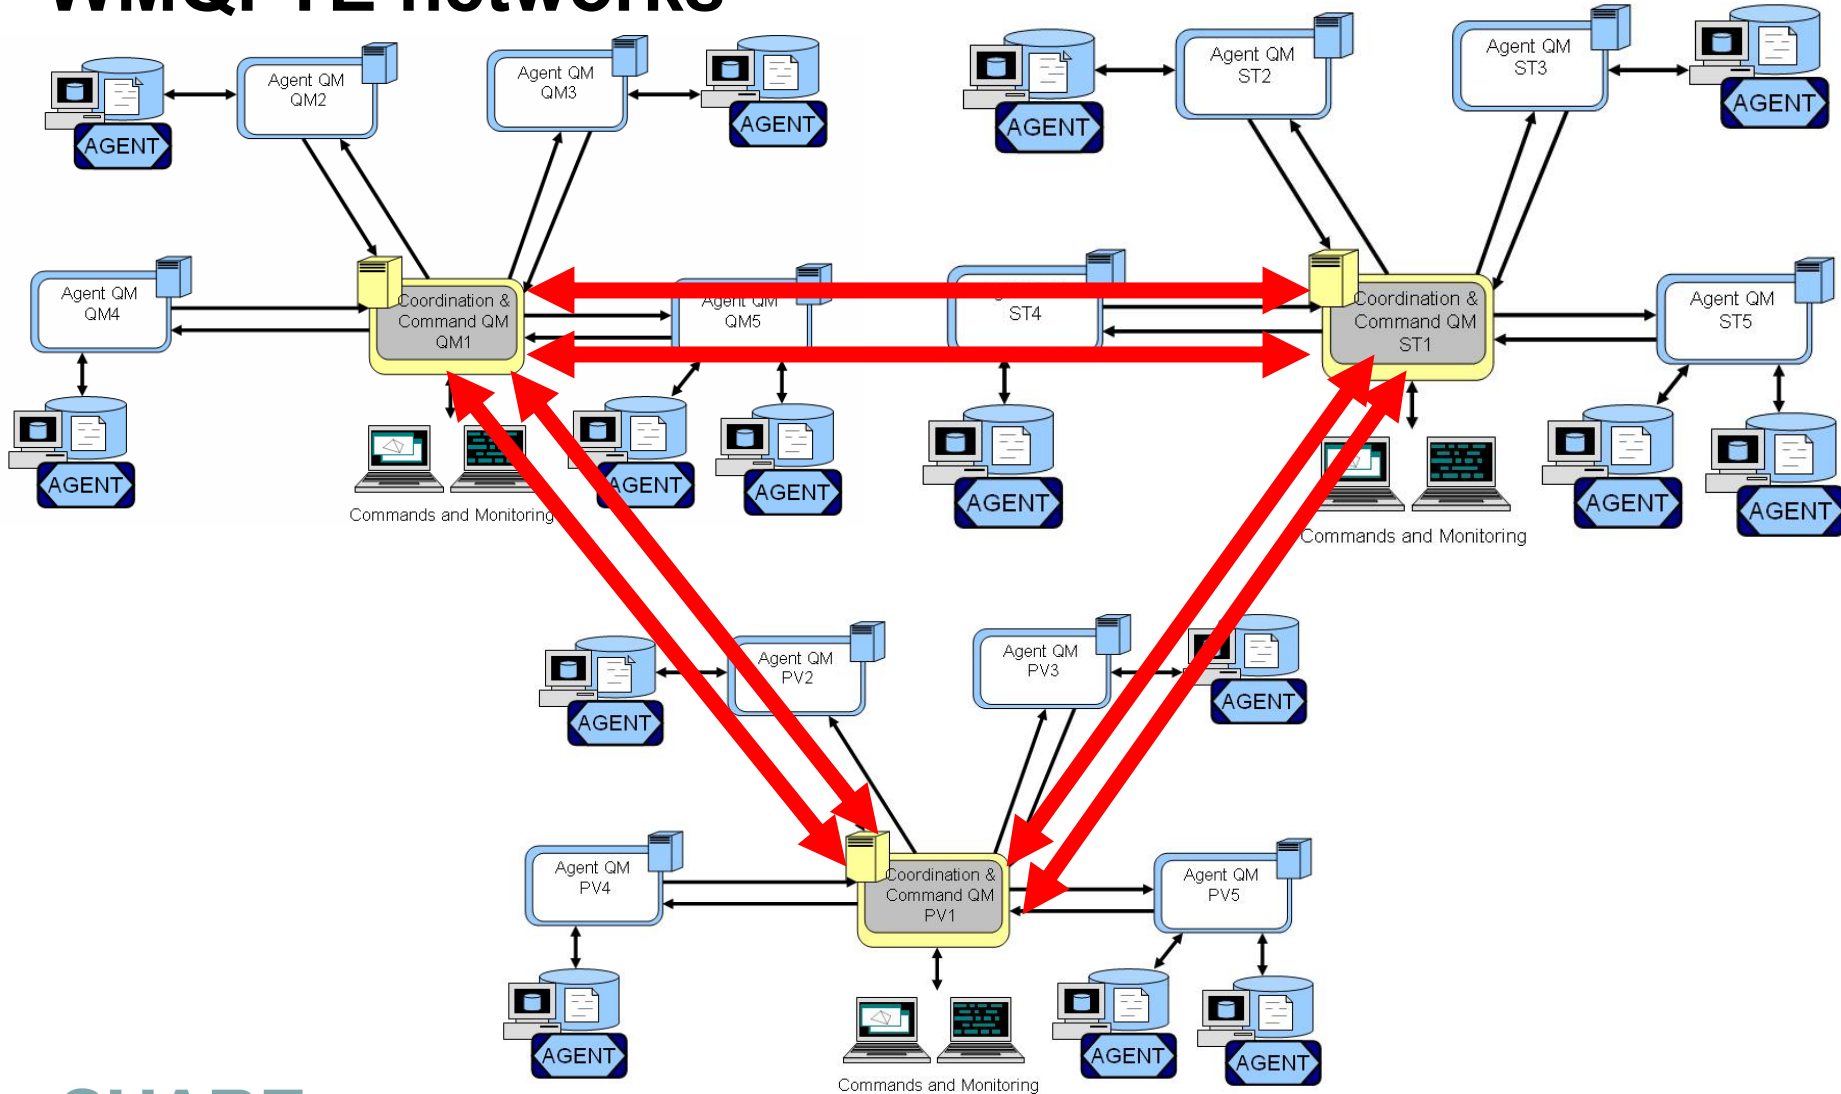 Agent QM
QM2
Agent QM
QM3
Agent QM
ST2
Agent QM
ST3
AGENT
AGENT
AGENT
AGENT
Agent QM
QM4
Coordination &
Command QM
QM1
Agent QM
QM5
ST4
Coordination &
Command QM
ST1
Agent QM
ST5
AGENT
AGENT
AGENT
AGENT
AGENT
AGENT
Commands and Monitoring
Commands and Monitoring
Agent QM
PV2
Agent QM
PV3
AGENT
AGENT
Agent QM
PV4
Coordination &
Command QM
PV1
Agent QM
PV5
AGENT
AGENT
AGENT
Commands and Monitoring